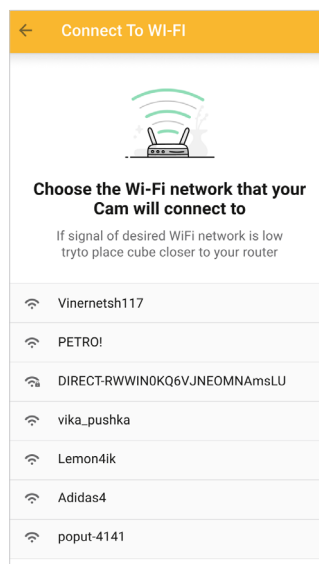 Connect To WI-FI
Choose the Wi-Fi network that your
Cam will connect to
If signal of desired WiFi network is low
tryto place cube closer to your router
Vinernetsh117
PETRO!
DIRECT-RWWIN0KQ6VJNEOMNAmsLU
vika_pushka
Lemon4ik
Adidas4
poput-4141